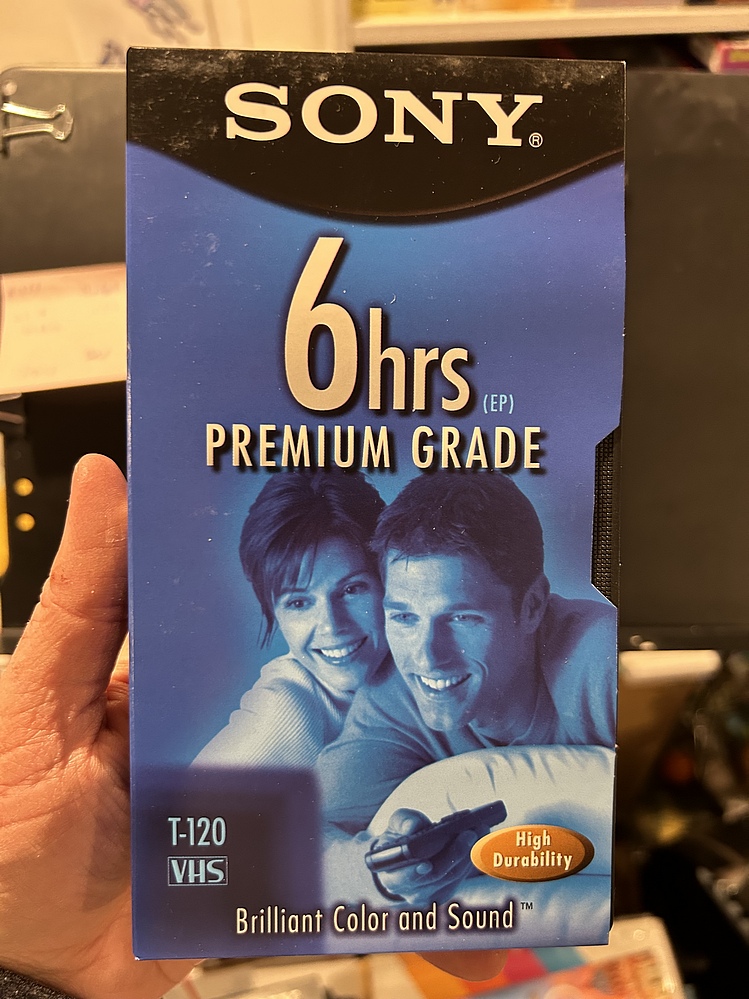 SONY®
6hrs (EP)
PREMIUM GRADE
T-120
VHS
High
Durability
Brilliant Color and Sound™